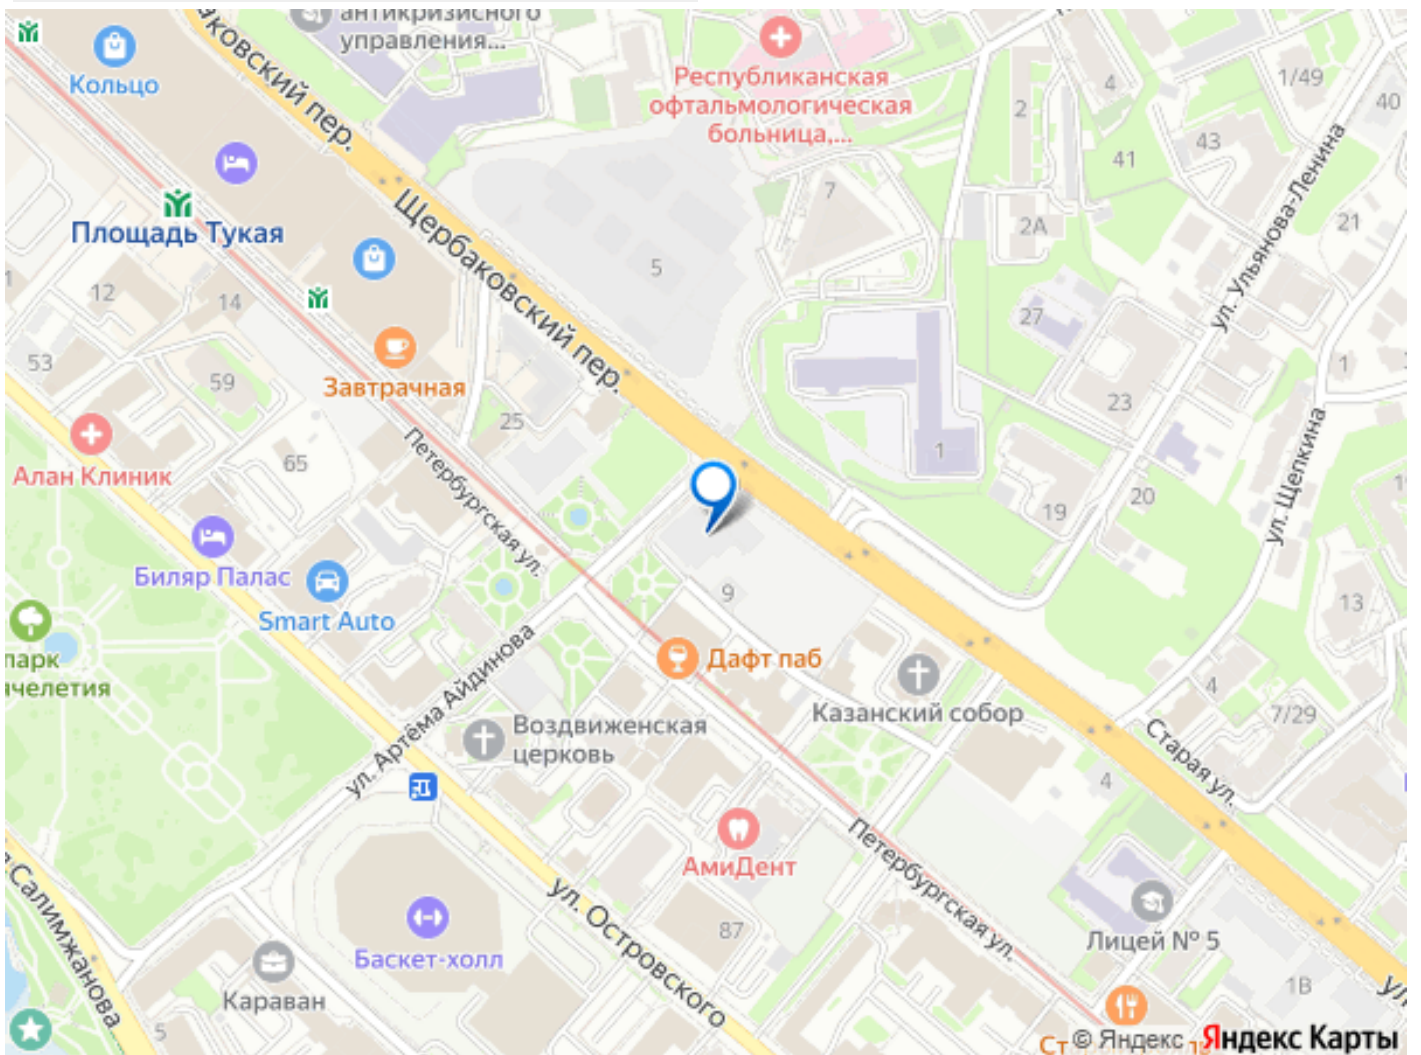 антикризисного
управления...
Кольцо
Республиканская
офтальмологическая
больница,...
1/49
40
4
2
43
41
7
Щербаковский пер.
Площадь Тукая
2А
21
ул. Ульянова-Ленина
5
12
14
27
53
59
Завтрачная
25
23
1
1
Алан Клиник
65
Петербургская ул.
19
20
ул. Щепкина
Биляр Палас
Smart Auto
9
13
парк
ул. Артёма Айдинова
Дафт паб
Казанский собор
4
7/29
Воздвиженская
церковь
Старая ул.
4
АмиДент
Петербургская ул.
ул. Островского
87
Лицей № 5
Баскет-холл
Караван
Салимжанова
5
1В
© Яндекс
Яндекс Карты